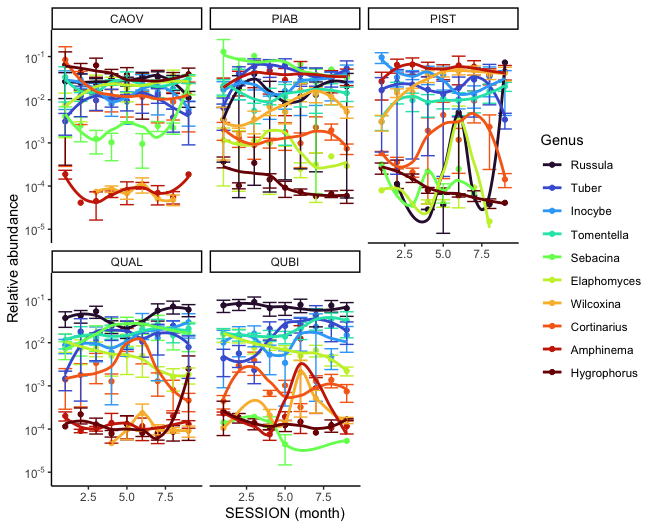 CAOV PIAB PIST
10-1
10-2
10-3
10-4
10-5
2.5 5.0 7.5
Relative abundance
QUAL QUBI
10-1
10-2
10-3
10-4
10-5
2.5 5.0 7.5 2.5 5.0 7.5
SESSION (month)
Genus
Russula
Tuber
Inocybe
Tomentella
Sebacina
Elaphomyces
Wilcoxina
Cortinarius
Amphinema
Hygrophorus